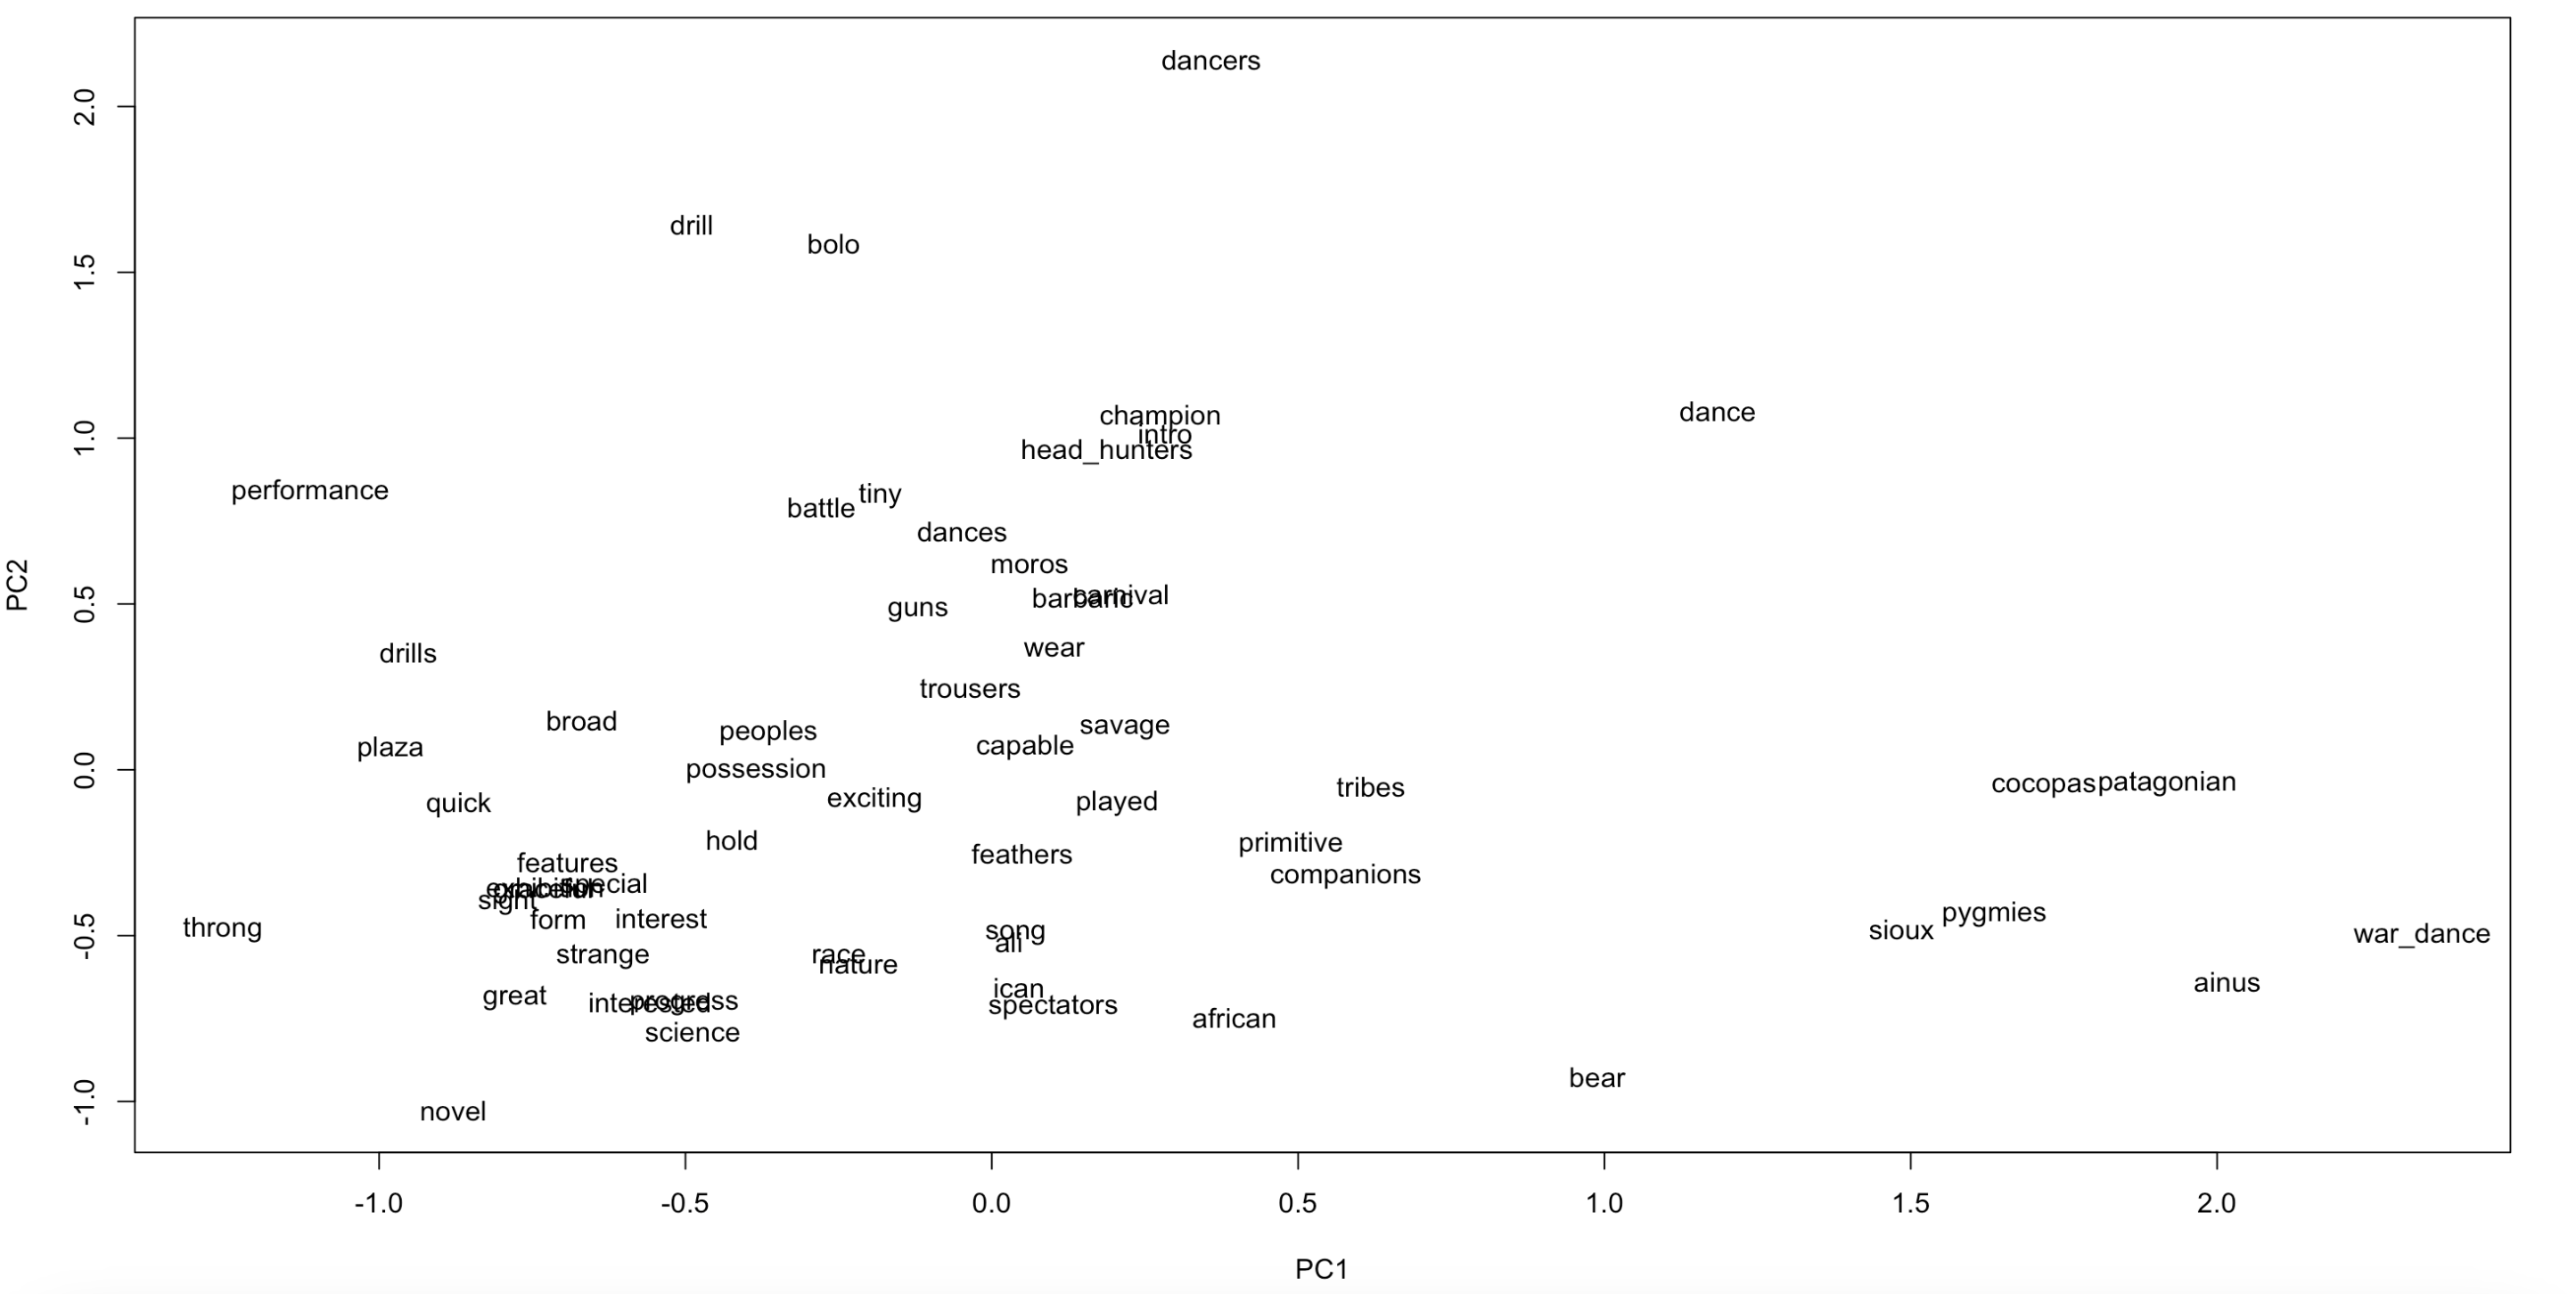 dancers
2.0
drill
bolo
1.5
champion
dance
intro
1.0
head_hunters
performance
tiny
battle
dances
moros
carnival
barbaric
0.5
guns
PC2
wear
drills
trousers
broad
savage
peoples
capable
plaza
possession
0.0
cocopas patagonian
tribes
exciting
played
quick
hold
primitive
feathers
features
companions
special
exhibition
graceful
sight
pygmies
form
interest
throng
song
sioux
war_dance
-0.5
ali
strange
race
nature
ainus
ican
great
progress
interested
spectators
african
science
bear
-1.0
novel
-1.0 -0.5 0.0 0.5 1.0 1.5 2.0
PC1